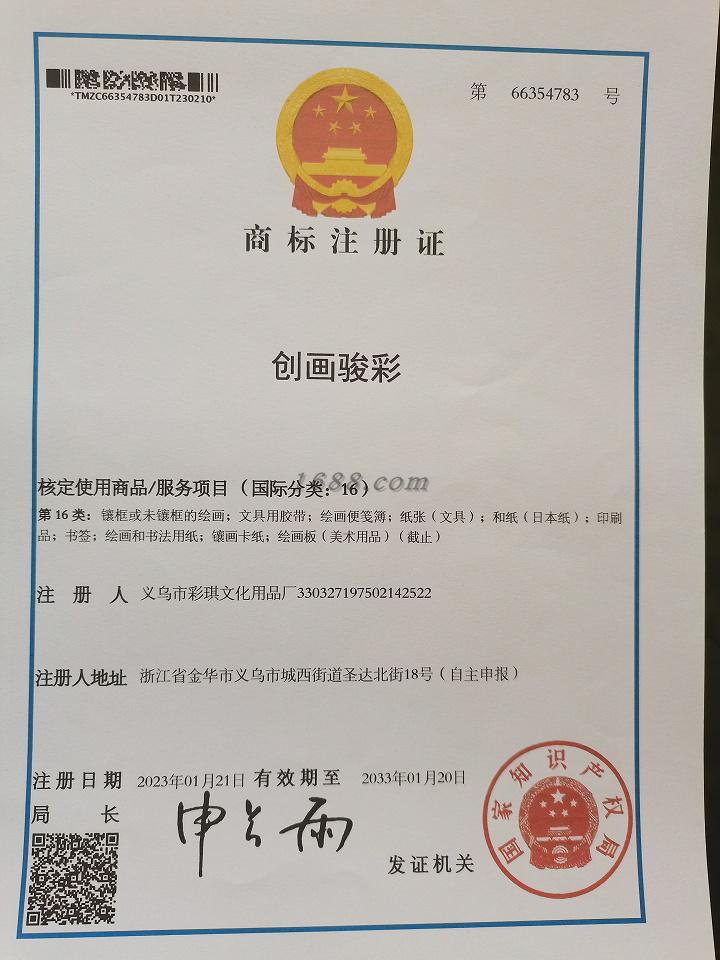 *TMZC66354783D01T230210*
第 66354783 号
商标注册证
创画骏彩
1688.com
核定使用商品/服务项目（国际分类：16）
第 16 类：镶框或未镶框的绘画；文具用胶带；绘画便笺簿；纸张（文具）；和纸（日本纸）；印刷
品；书签；绘画和书法用纸；镶画卡纸；绘画板（美术用品）（截止）
注册人 义乌市彩琪文化用品厂330327197502142522
注册人地址 浙江省金华市义乌市城西街道圣达北街18号（自主申报）
注册日期 2023年01月21日 有效期至 2033年01月20日
局长 申长雨
发证机关
国家知识产权局